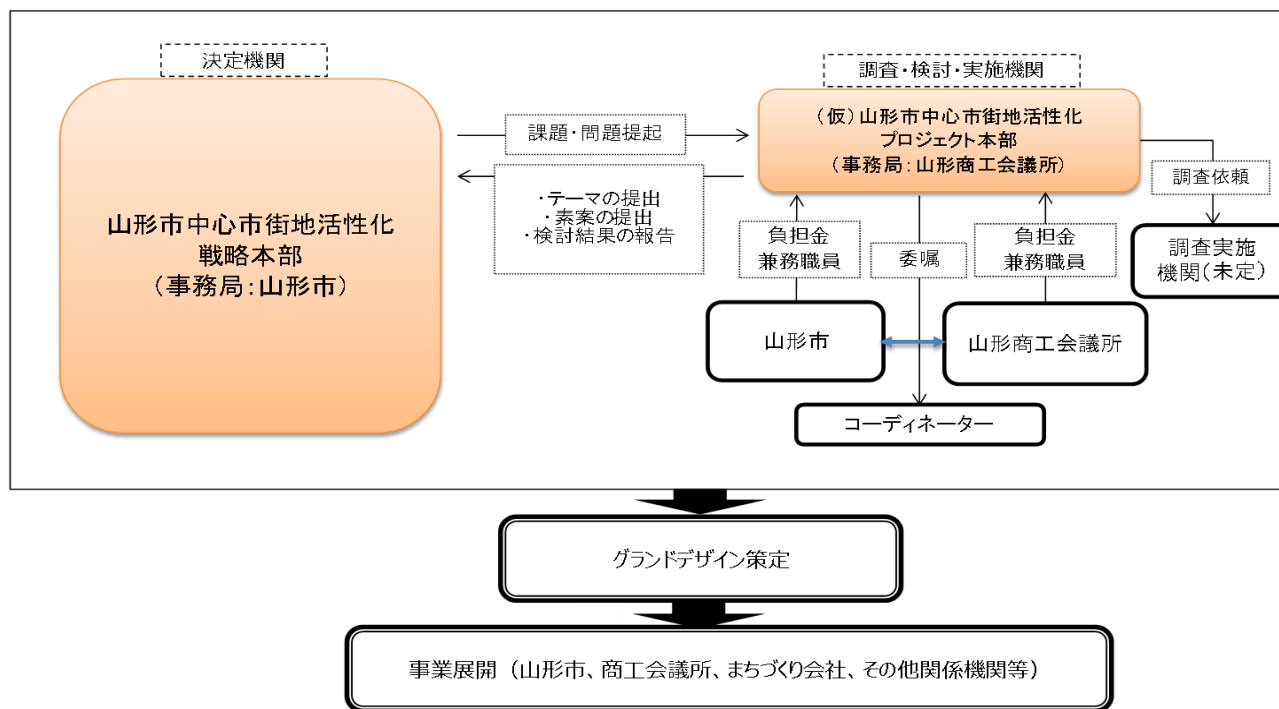 決定機関
山形市中心市街地活性化
戦略本部
（事務局：山形市）
課題・問題提起
・テーマの提出
・素案の提出
・検討結果の報告
調査・検討・実施機関
（仮）山形市中心市街地活性化
プロジェクト本部
（事務局：山形商工会議所）
調査依頼
調査実施
機関（未定）
負担金
兼務職員
委嘱
負担金
兼務職員
山形市
山形商工会議所
コーディネーター
グランドデザイン策定
事業展開（山形市、商工会議所、まちづくり会社、その他関係機関等）